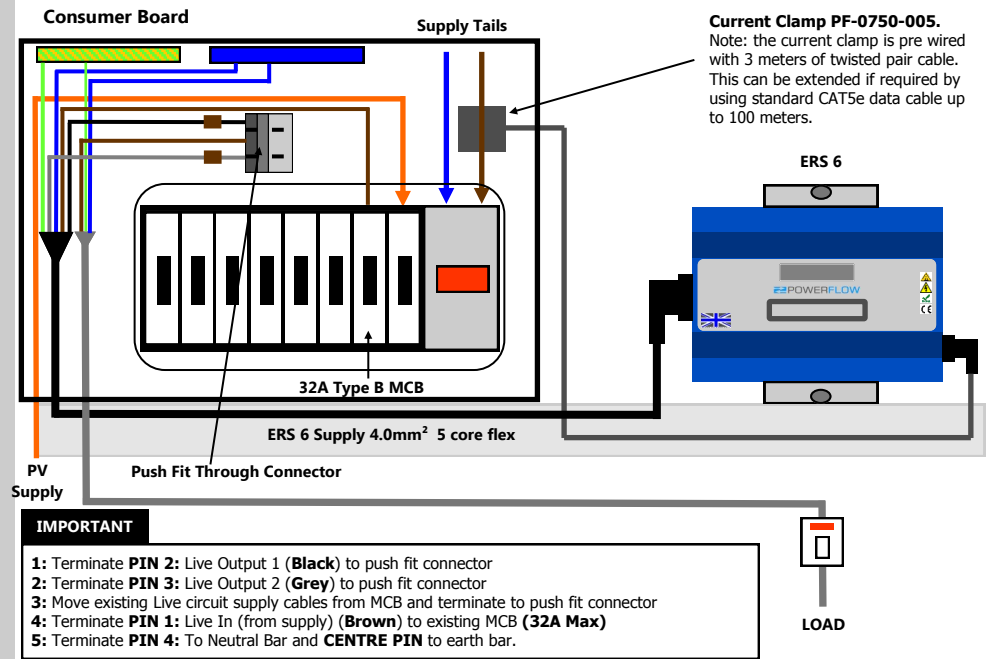 Consumer Board
Supply Tails
Current Clamp PF-0750-005.
Note: the current clamp is pre wired
with 3 meters of twisted pair cable.
This can be extended if required by
using standard CAT5e data cable up
to 100 meters.
ERS 6
POWERFLOW
CE
32A Type B MCB
ERS 6 Supply 4.0mm² 5 core flex
PV
Supply
Push Fit Through Connector
IMPORTANT
1: Terminate PIN 2: Live Output 1 (Black) to push fit connector
2: Terminate PIN 3: Live Output 2 (Grey) to push fit connector
3: Move existing Live circuit supply cables from MCB and terminate to push fit connector
4: Terminate PIN 1: Live In (from supply) (Brown) to existing MCB (32A Max)
5: Terminate PIN 4: To Neutral Bar and CENTRE PIN to earth bar.
LOAD